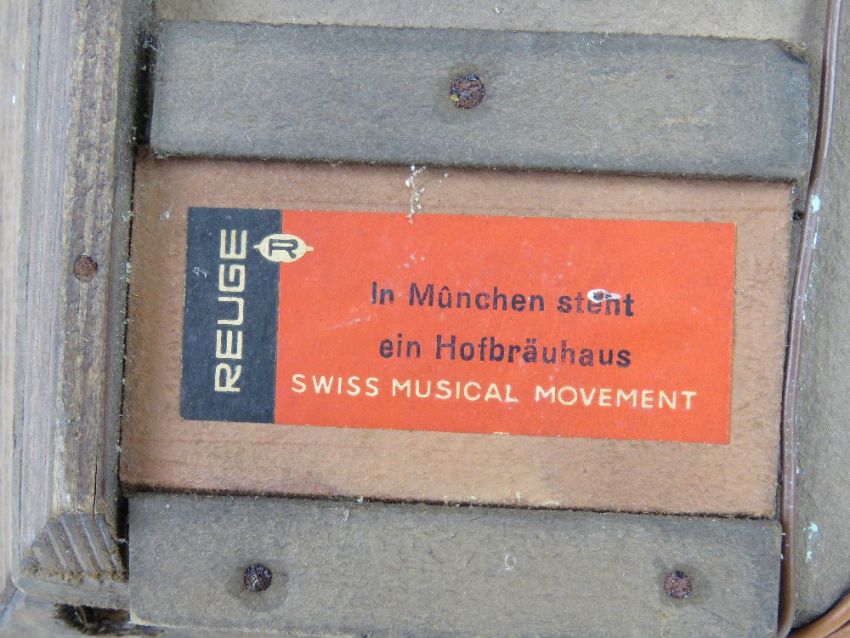 REUGE
R
In Mûnchen steht
ein Hofbräuhaus
SWISS MUSICAL MOVEMENT